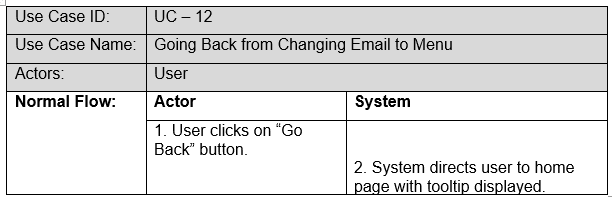 Use Case ID: UC – 12
Use Case Name: Going Back from Changing Email to Menu
Actors: User
Normal Flow: Actor System
1. User clicks on “Go
Back” button.
2. System directs user to home
page with tooltip displayed.